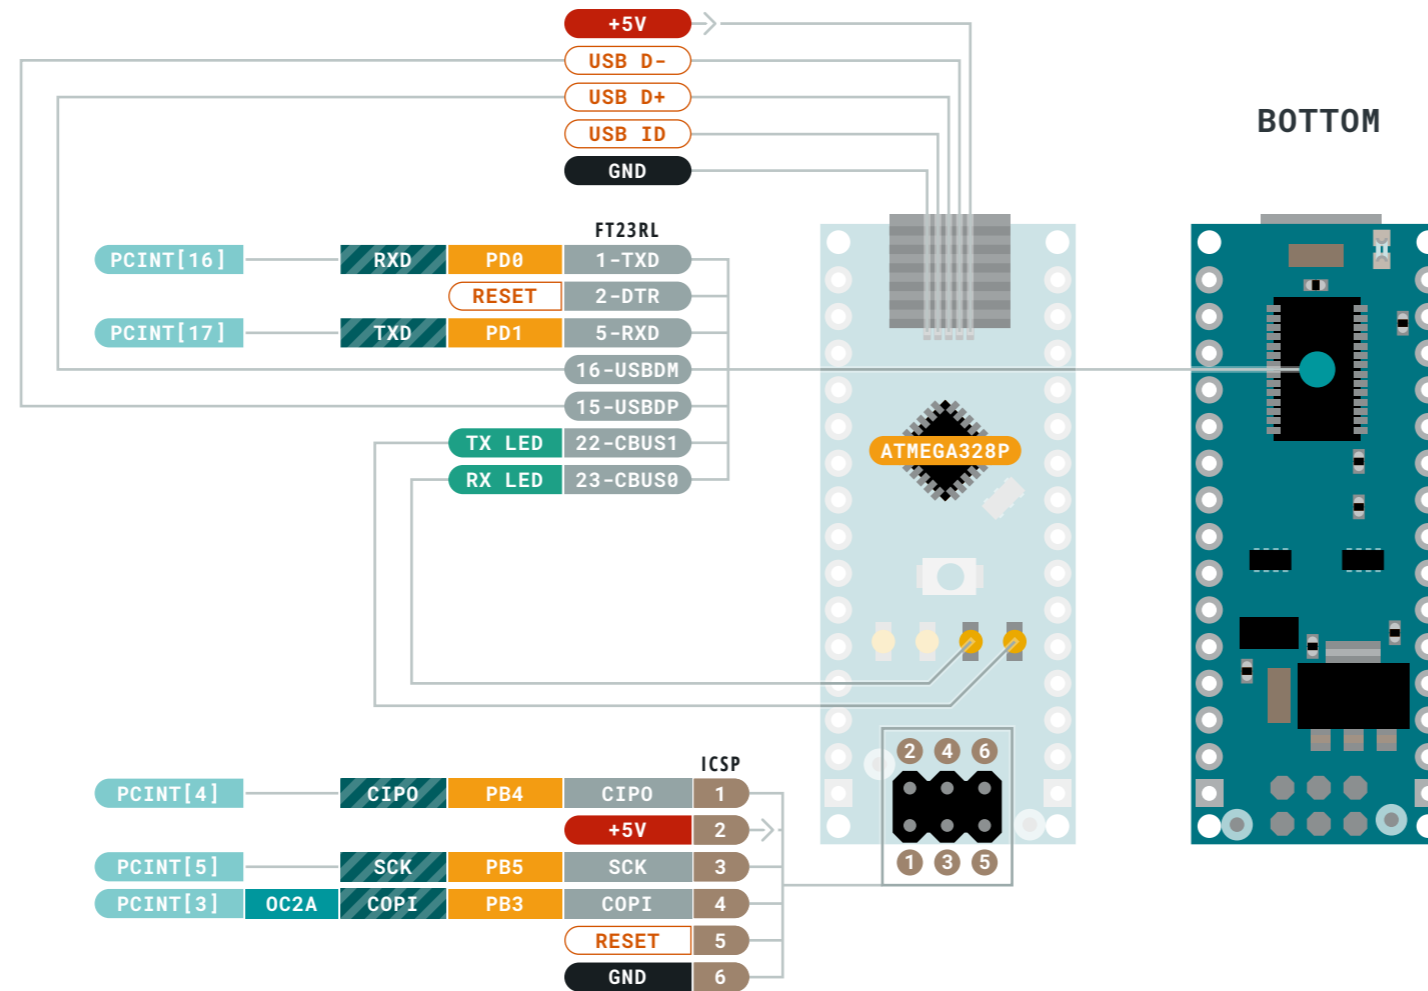 +5V
USB D-
USB D+
USB ID
GND
BOTTOM
FT23RL
PCINT[16] RXD PD0 1-TXD
RESET 2-DTR
PCINT[17] TXD PD1 5-RXD
16-USBDM
15-USBDP
TX LED 22-CBUS1
RX LED 23-CBUS0
ATMEGA328P
ICSP
PCINT[4] CIPO PB4 CIPO 1
+5V 2
PCINT[5] SCK PB5 SCK 3
PCINT[3] OC2A COPI PB3 COPI 4
RESET 5
GND 6
2 4 6
1 3 5